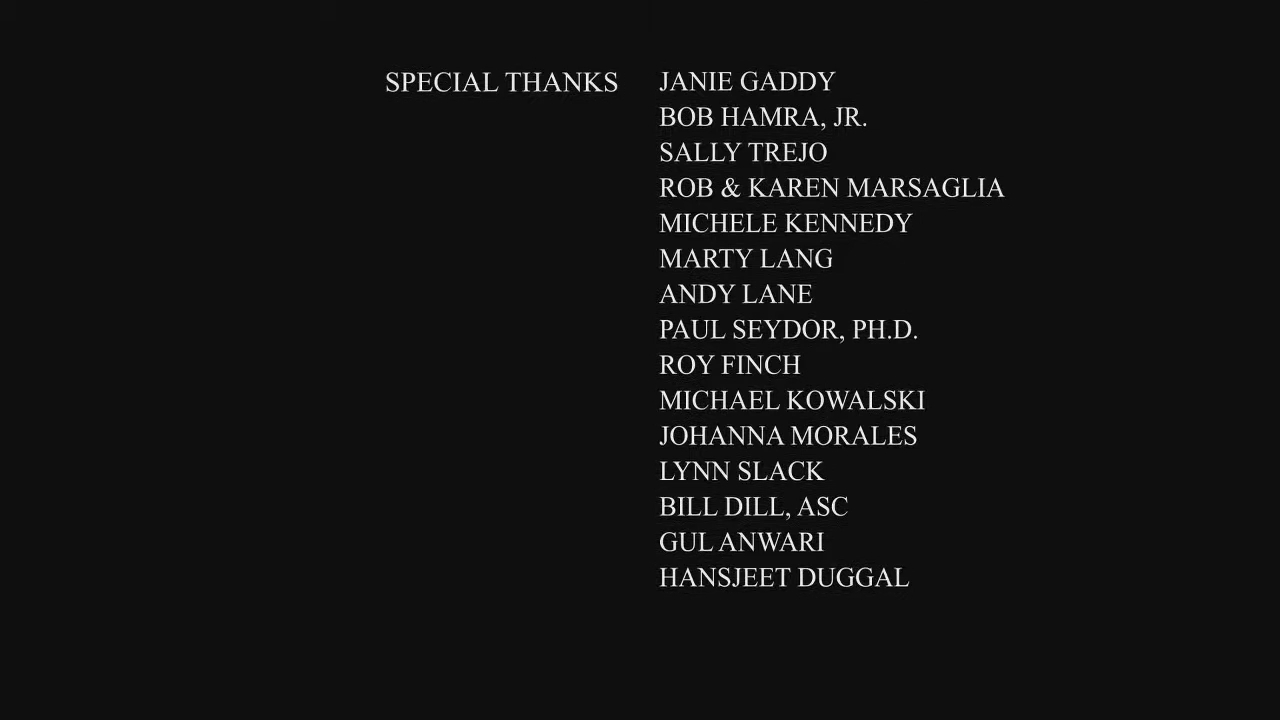 SPECIAL THANKS JANIE GADDY
BOB HAMRA, JR.
SALLY TREJO
ROB & KAREN MARSAGLIA
MICHELE KENNEDY
MARTY LANG
ANDY LANE
PAUL SEYDOR, PH.D.
ROY FINCH
MICHAEL KOWALSKI
JOHANNA MORALES
LYNN SLACK
BILL DILL, ASC
GUL ANWARI
HANSJEET DUGGAL